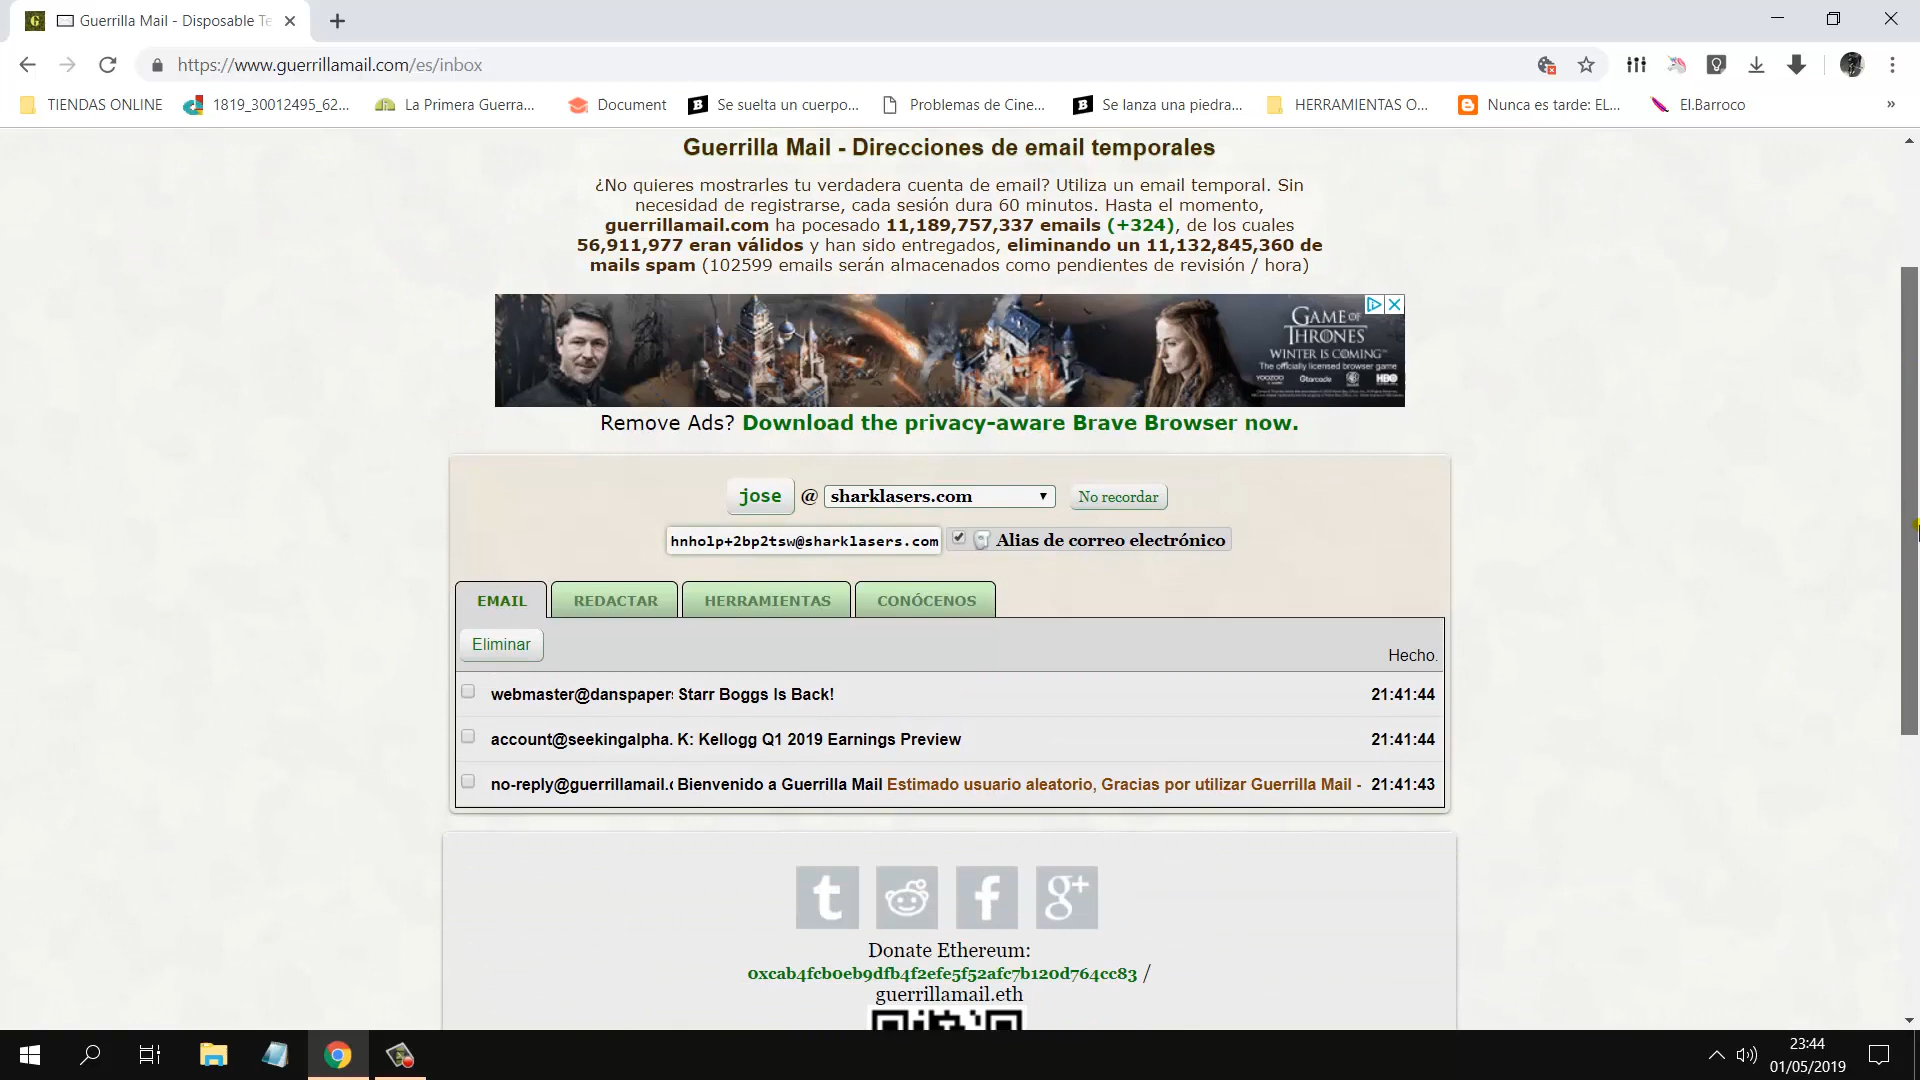 Guerrilla Mail - Disposable Te
https://www.guerrillamail.com/es/inbox
TIENDAS ONLINE
1819_30012495_62...
La Primera Guerra...
Document
Se suelta un cuerpo...
Problemas de Cine...
Se lanza una piedra...
HERRAMIENTAS O...
Nunca es tarde: EL...
El.Barroco
»
Guerrilla Mail - Direcciones de email temporales
¿No quieres mostrarles tu verdadera cuenta de email? Utiliza un email temporal. Sin
necesidad de registrarse, cada sesión dura 60 minutos. Hasta el momento,
guerrillamail.com ha pocesado 11,189,757,337 emails (+324), de los cuales
56,911,977 eran válidos y han sido entregados, eliminando un 11,132,845,360 de
mails spam (102599 emails serán almacenados como pendientes de revisión / hora)
GAME OF
THRONES
WINTER IS COMING™
The officially licensed browser game
YOOZOO Gtarcade HBO
Remove Ads? Download the privacy-aware Brave Browser now.
jose @ sharklasers.com No recordar
hnholp+2bp2tsw@sharklasers.com Alias de correo electrónico
EMAIL REDACTAR HERRAMIENTAS CONÓCENOS
Eliminar
Hecho.
webmaster@danspaper Starr Boggs Is Back! 21:41:44
account@seekingalpha. K: Kellogg Q1 2019 Earnings Preview 21:41:44
no-reply@guerrillamail. Bienvenido a Guerrilla Mail Estimado usuario aleatorio, Gracias por utilizar Guerrilla Mail - 21:41:43
t f g+
Donate Ethereum:
0xcab4fcb0eb9dfb4f2efe5f52afc7b120d764cc83 /
guerrillamail.eth
23:44
01/05/2019